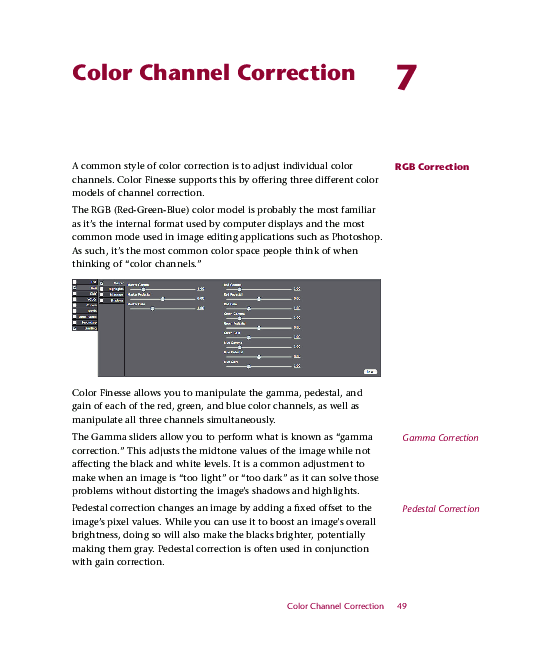 Color Channel Correction 7
RGB Correction
A common style of color correction is to adjust individual color
channels. Color Finesse supports this by offering three different color
models of channel correction.
The RGB (Red-Green-Blue) color model is probably the most familiar
as it's the internal format used by computer displays and the most
common mode used in image editing applications such as Photoshop.
As such, it's the most common color space people think of when
thinking of “color channels.”
Color Finesse allows you to manipulate the gamma, pedestal, and
gain of each of the red, green, and blue color channels, as well as
manipulate all three channels simultaneously.
Gamma Correction
The Gamma sliders allow you to perform what is known as “gamma
correction.” This adjusts the midtone values of the image while not
affecting the black and white levels. It is a common adjustment to
make when an image is “too light” or “too dark” as it can solve those
problems without distorting the image's shadows and highlights.
Pedestal Correction
Pedestal correction changes an image by adding a fixed offset to the
image's pixel values. While you can use it to boost an image's overall
brightness, doing so will also make the blacks brighter, potentially
making them gray. Pedestal correction is often used in conjunction
with gain correction.
Color Channel Correction 49